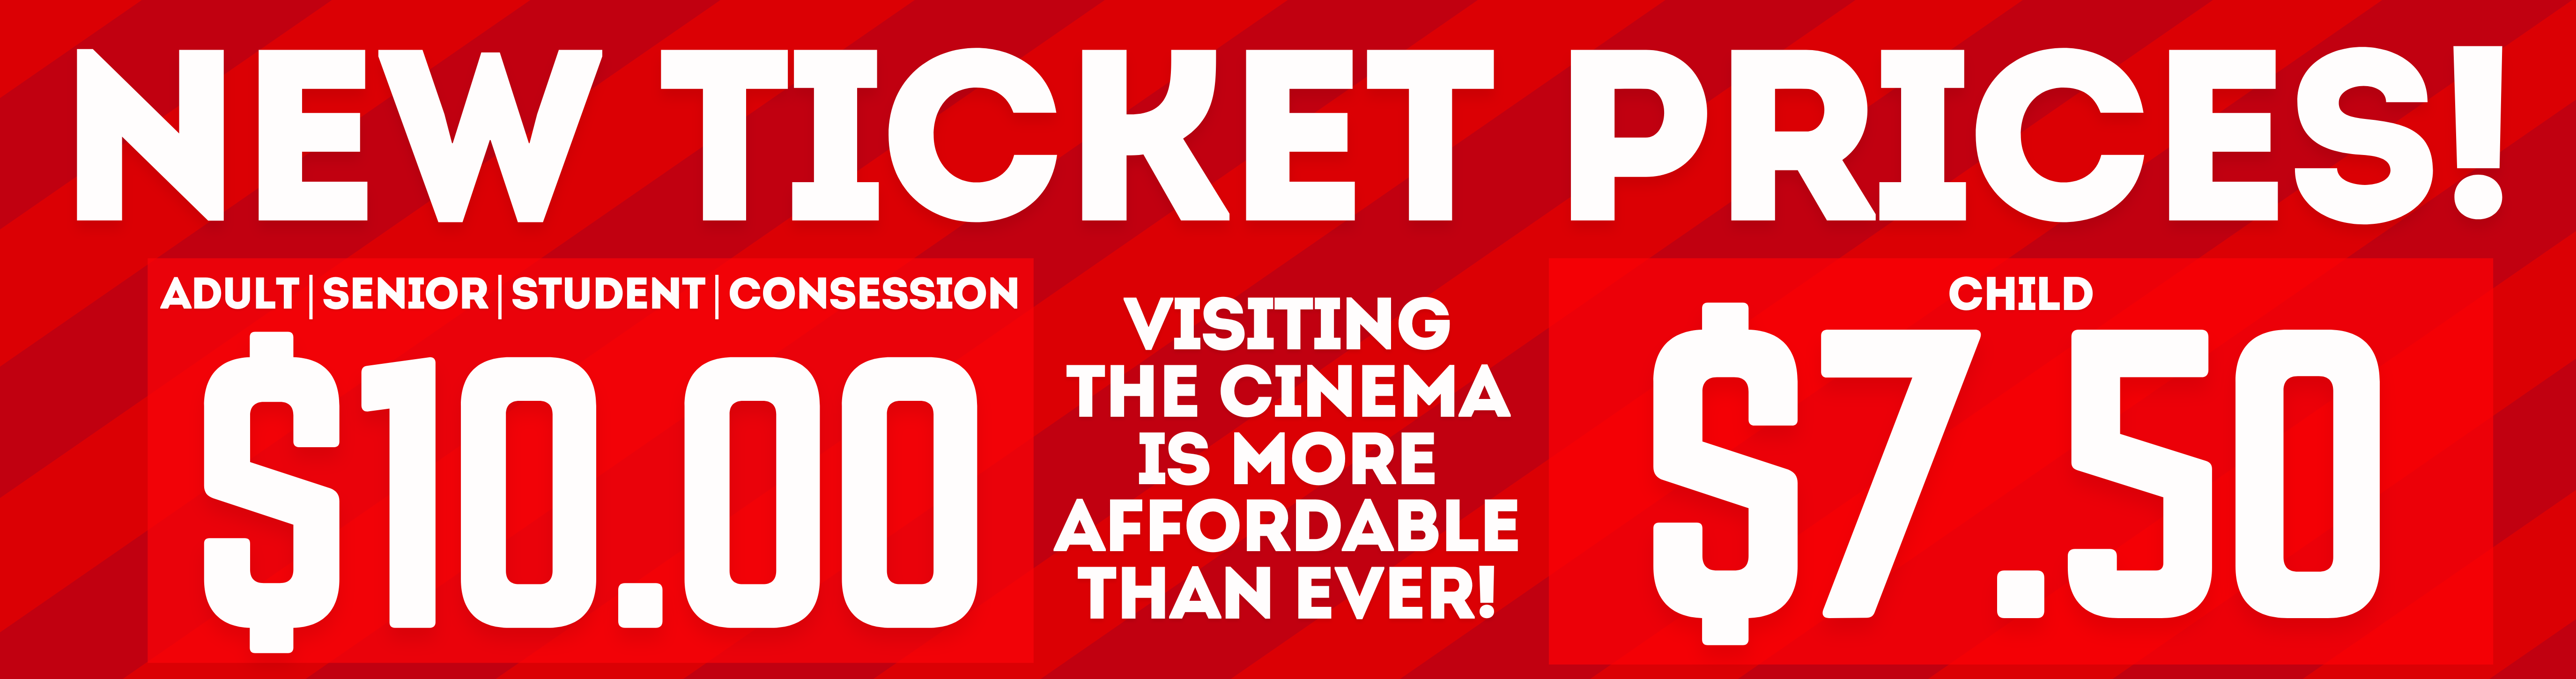 NEW TICKET PRICES!
ADULT|SENIOR|STUDENT|CONSESSION
$10.00
VISITING
THE CINEMA
IS MORE
AFFORDABLE
THAN EVER!
CHILD
$7.50